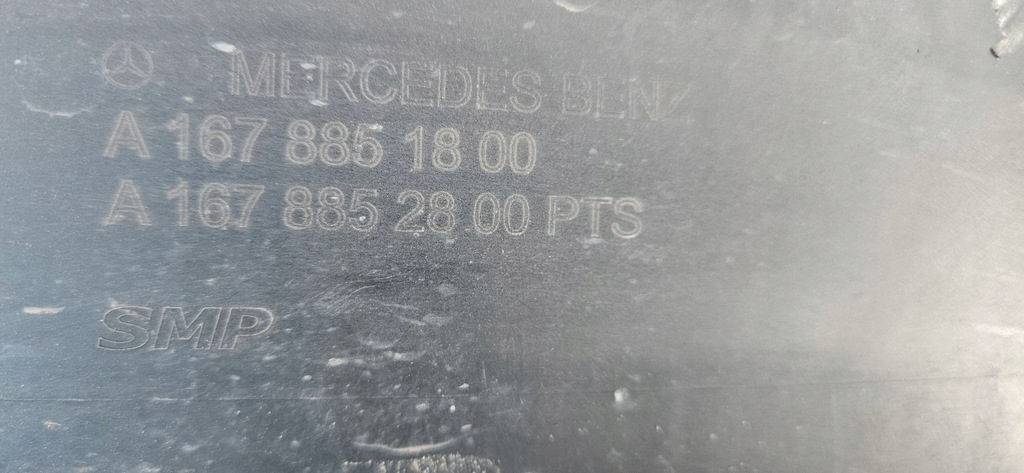 MERCEDES BENZ
A 167 885 18 00
A 167 885 28 00 PTS
SMP